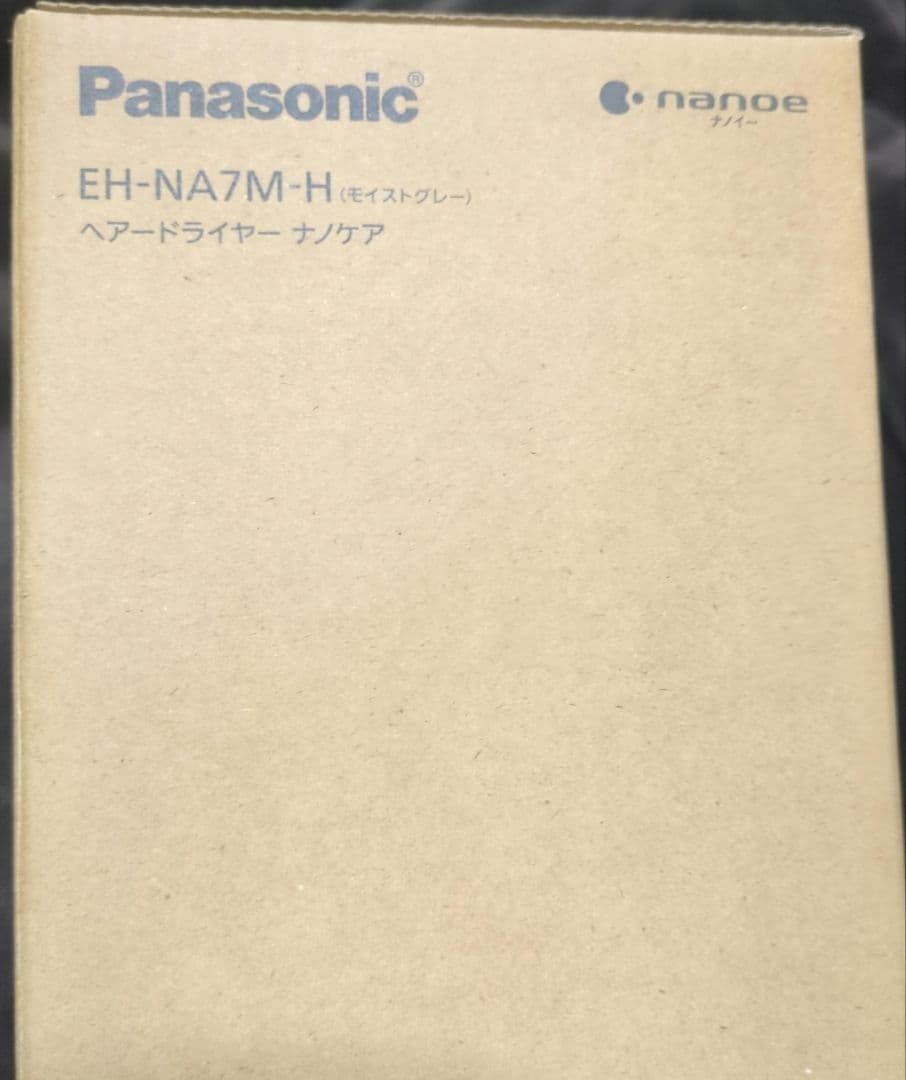 Panasonic®
nanoe
ナノイー
EH-NA7M-H(モイストグレー)
ヘアードライヤー ナノケア